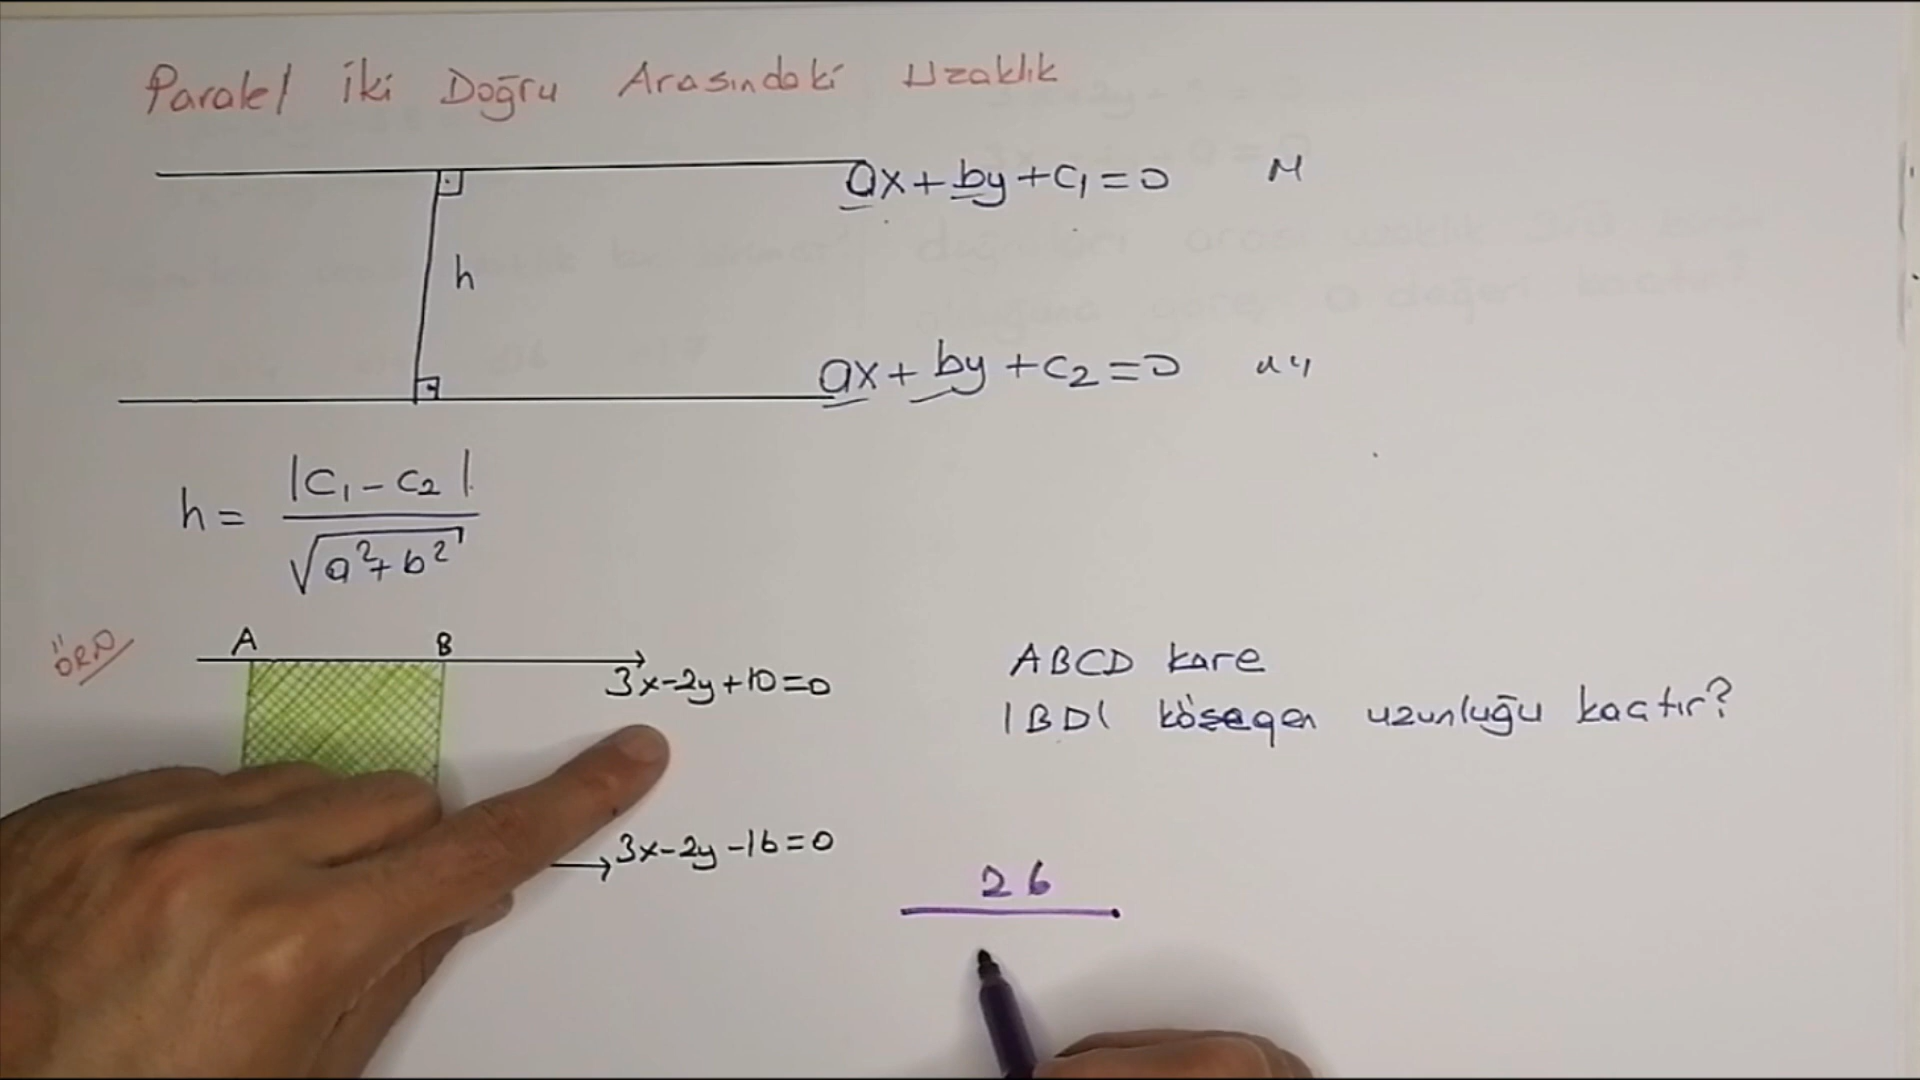 Paralel İki Doğru Arasındaki Uzaklık
ax+by+c₁=0
h
ax+by+c₂=0
h= |c₁-c₂| / √a²+b²
ÖRN
A B
3x-2y+10=0
3x-2y-16=0
ABCD kare
|BD| köşegen uzunluğu kaçtır?
26